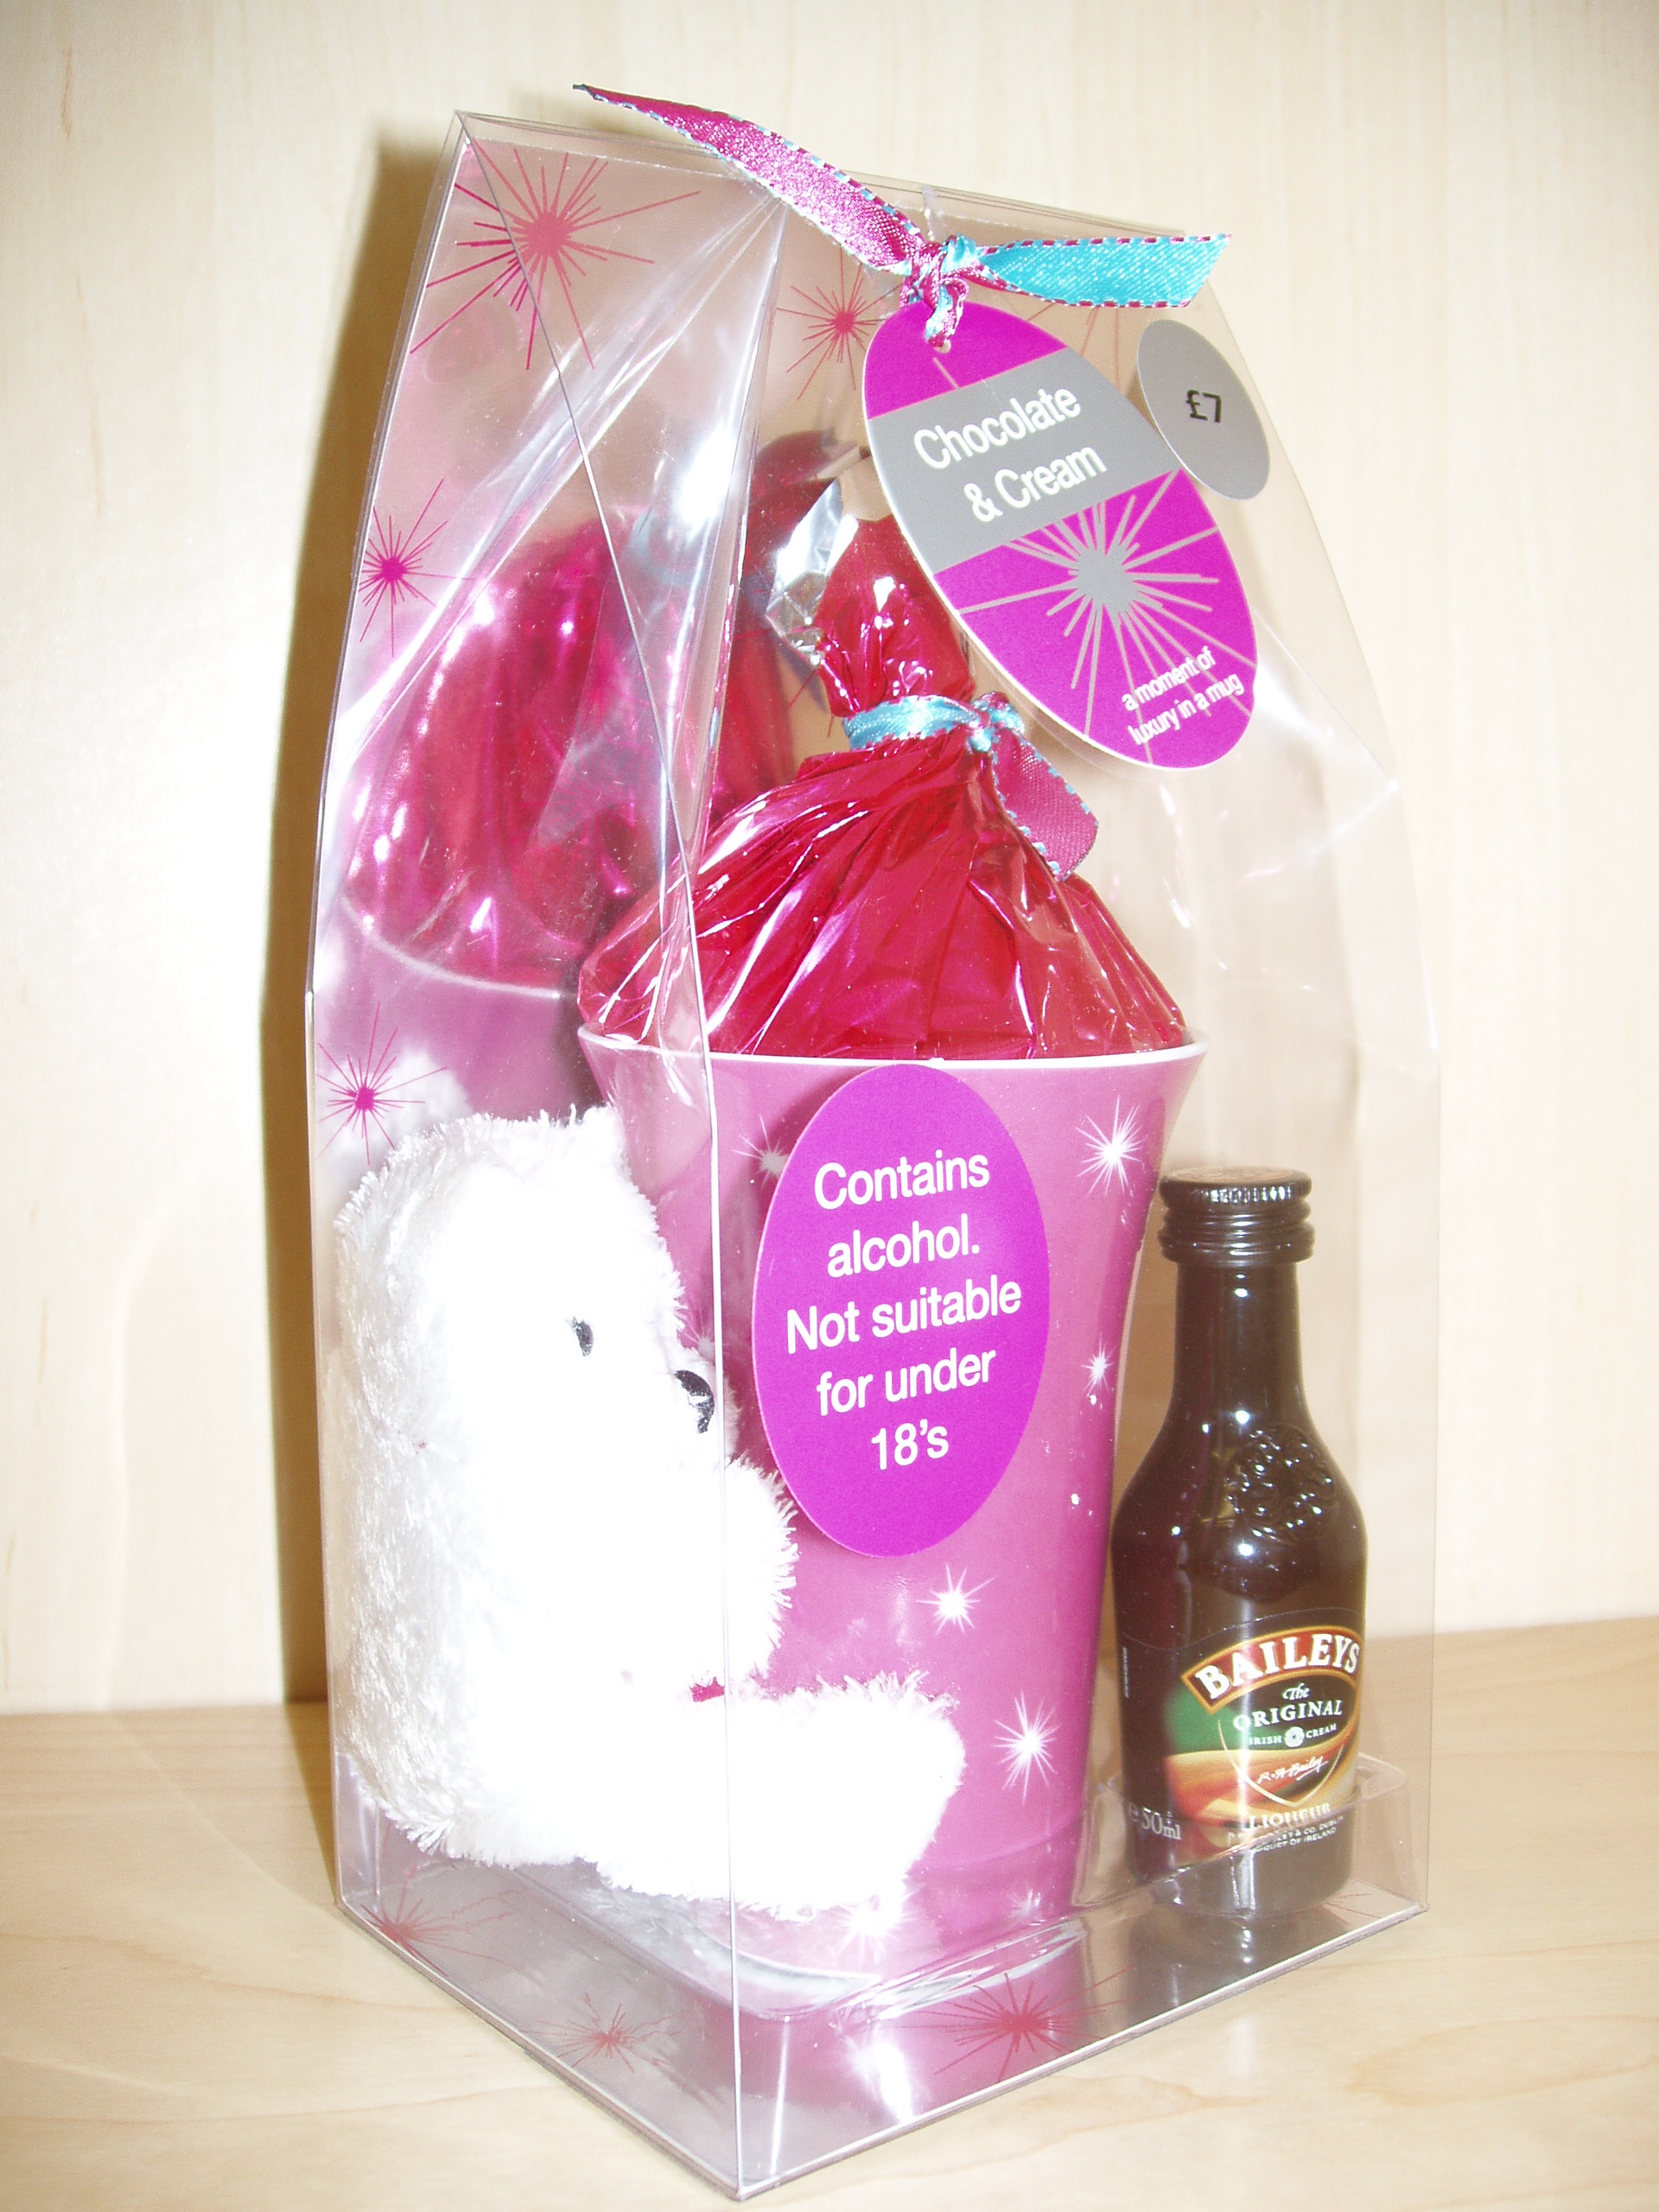 Chocolate
& Cream
£7
a moment of
luxury in a mug
Contains
alcohol.
Not suitable
for under
18's
BAILEYS
The
ORIGINAL
IRISH CREAM
R·A Bailey
LIQUEUR
e 50ml